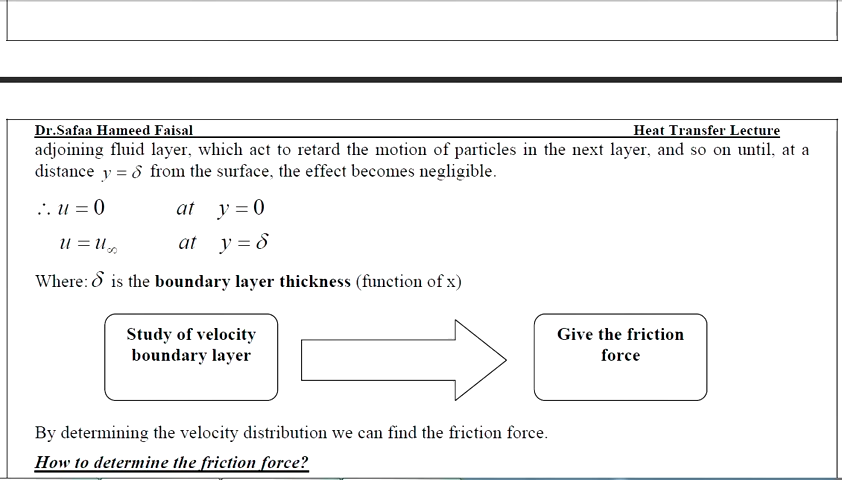 Dr.Safaa Hameed Faisal Heat Transfer Lecture
adjoining fluid layer, which act to retard the motion of particles in the next layer, and so on until, at a
distance y = δ from the surface, the effect becomes negligible.
∴ u = 0 at y = 0
u = u∞ at y = δ
Where: δ is the boundary layer thickness (function of x)
Study of velocity
boundary layer
Give the friction
force
By determining the velocity distribution we can find the friction force.
How to determine the friction force?